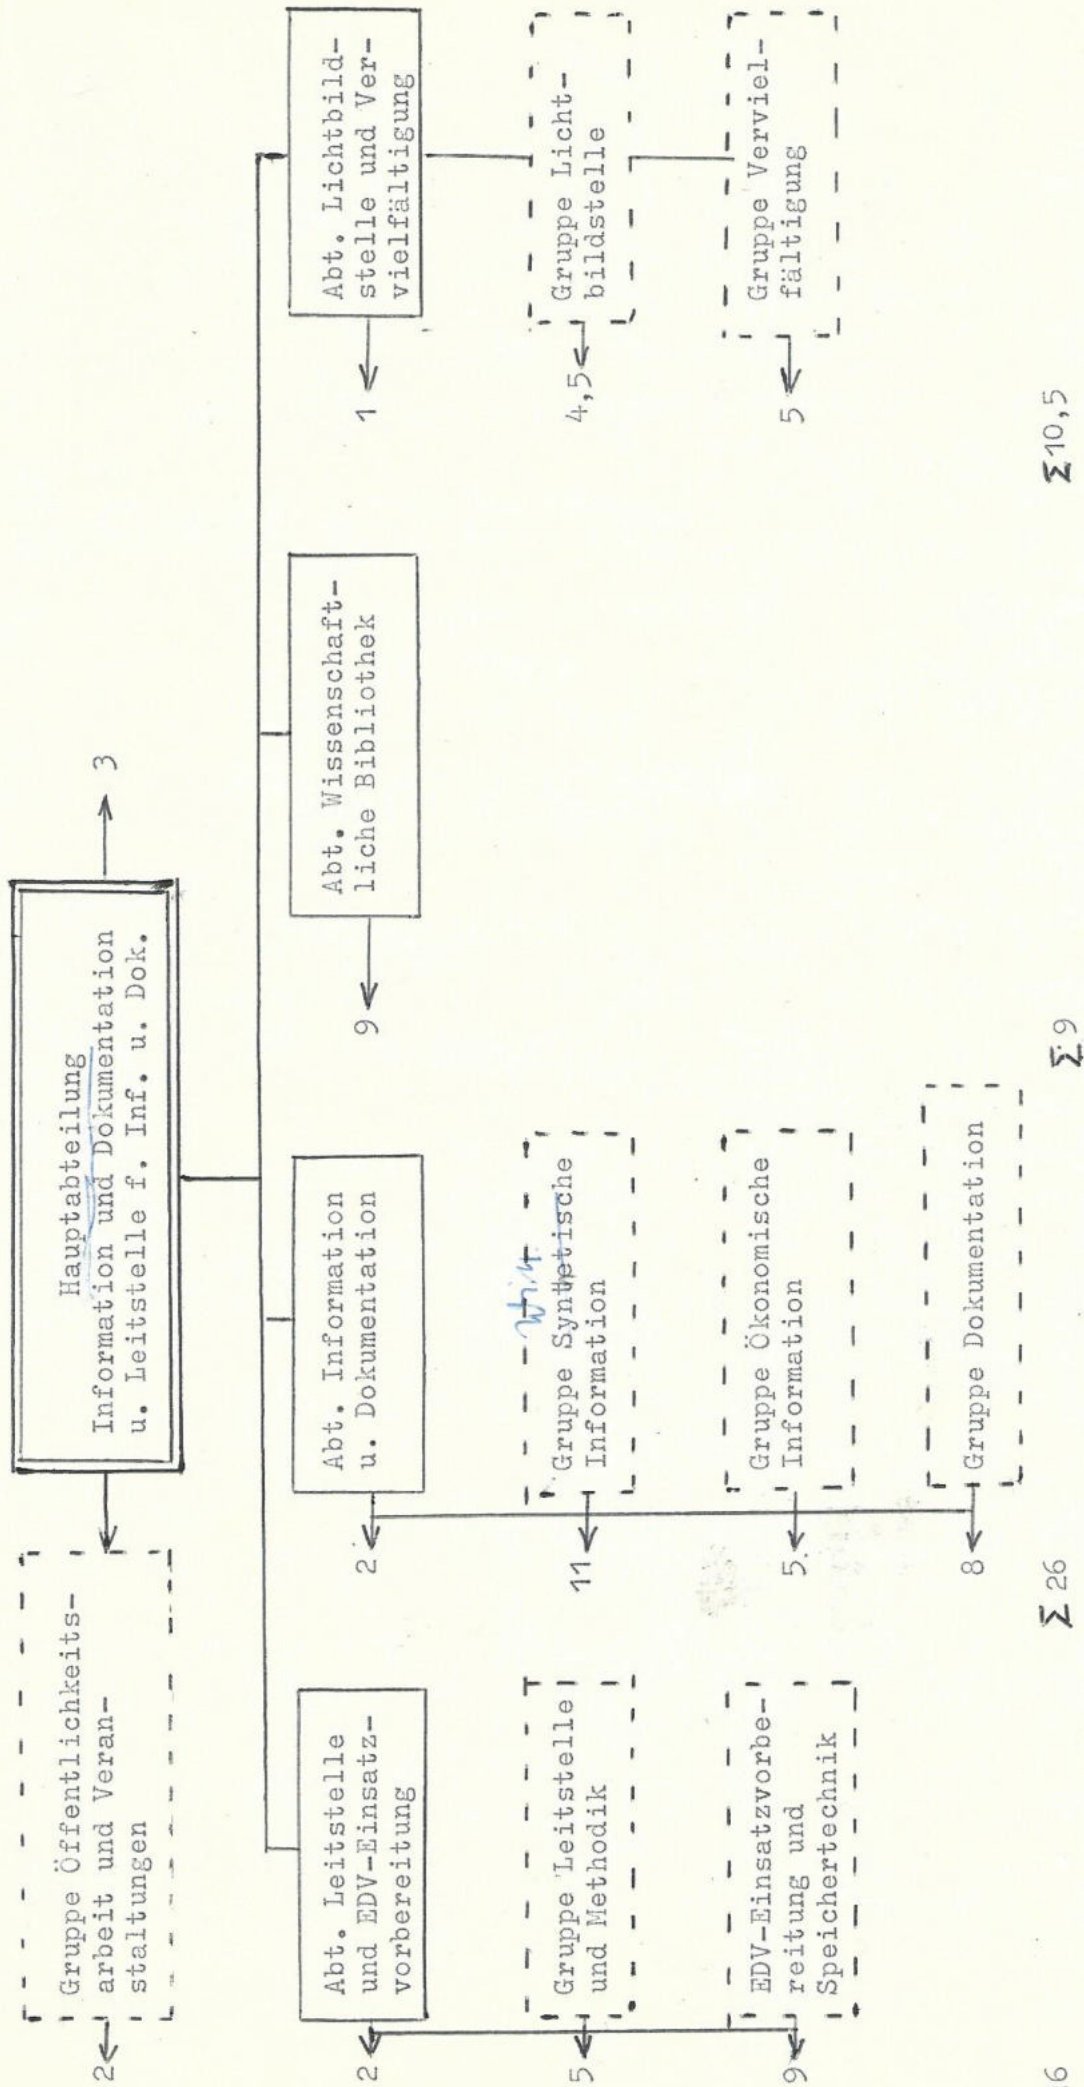 2
Gruppe Öffentlichkeits-
arbeit und Veran-
staltungen
Hauptabteilung
Information und Dokumentation
u. Leitstelle f. Inf. u. Dok.
3
Abt. Leitstelle
und EDV-Einsatz-
vorbereitung
2
Gruppe Leitstelle
und Methodik
5
EDV-Einsatzvorbe-
reitung und
Speichertechnik
9
Abt. Information
u. Dokumentation
2
Gruppe Syntetische
Information
11
Gruppe Ökonomische
Information
5
Gruppe Dokumentation
8
Σ 26
Abt. Wissenschaft-
liche Bibliothek
9
Σ 9
Abt. Lichtbild-
stelle und Ver-
vielfältigung
1
Gruppe Licht-
bildstelle
4,5
Gruppe Verviel-
fältigung
5
Σ 10,5